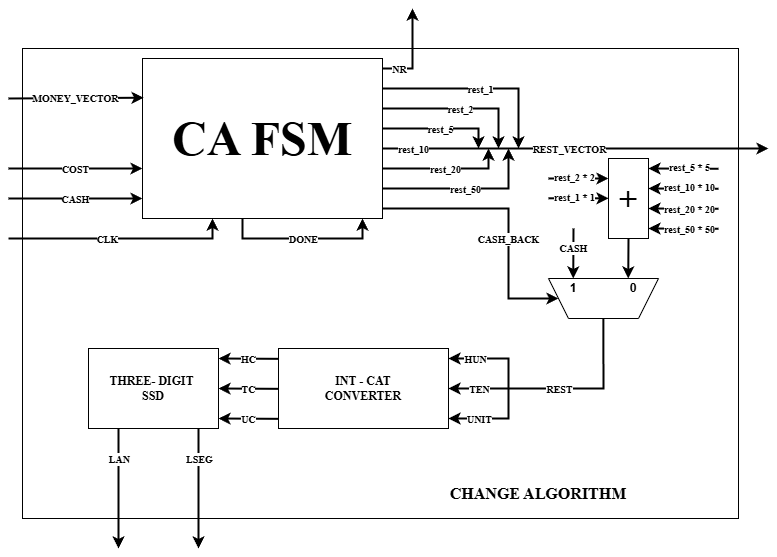 NR
rest_1
MONEY_VECTOR
CA FSM
rest_2
rest_5
rest_10
REST_VECTOR
COST
rest_20
rest_2 * 2
rest_5 * 5
rest_50
rest_10 * 10
CASH
rest_1 * 1
+
rest_20 * 20
rest_50 * 50
CLK
DONE
CASH_BACK
CASH
1
0
HC
HUN
THREE- DIGIT
SSD
TC
INT - CAT
CONVERTER
TEN
REST
UC
UNIT
LAN
LSEG
CHANGE ALGORITHM